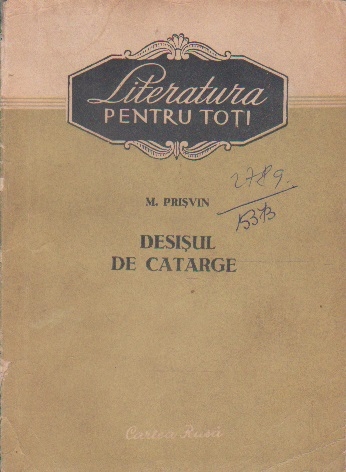 Literatura
PENTRU TOȚI
2789.
M. PRIȘVIN
DESIȘUL
DE CATARGE
Cartea Rusă